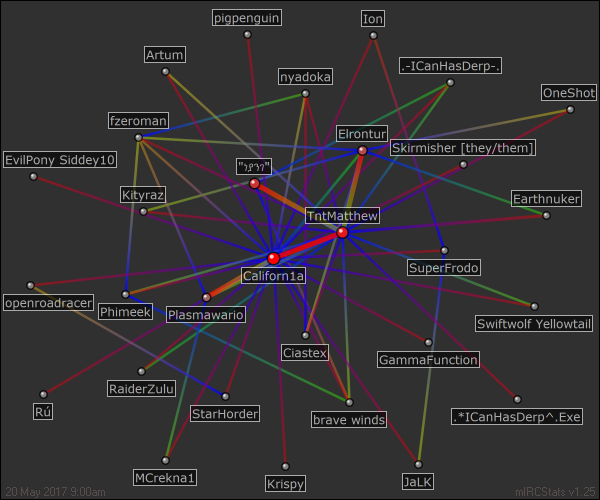 pigpenguin
Ion
Artum
.-ICanHasDerp-.
nyadoka
OneShot
fzeroman
Elrontur
Skirmisher [they/them]
EvilPony Siddey10
Kityraz
Earthnuker
TntMatthew
Californ1a
SuperFrodo
openroadracer
Phimeek
Plasmawario
Swiftwolf Yellowtail
Ciastex
GammaFunction
RaiderZulu
Rú
StarHorder
brave winds
.*ICanHasDerp^.Exe
MCrekna1
Krispy
JaLK
20 May 2017 9:00am
mIRCStats v1.25